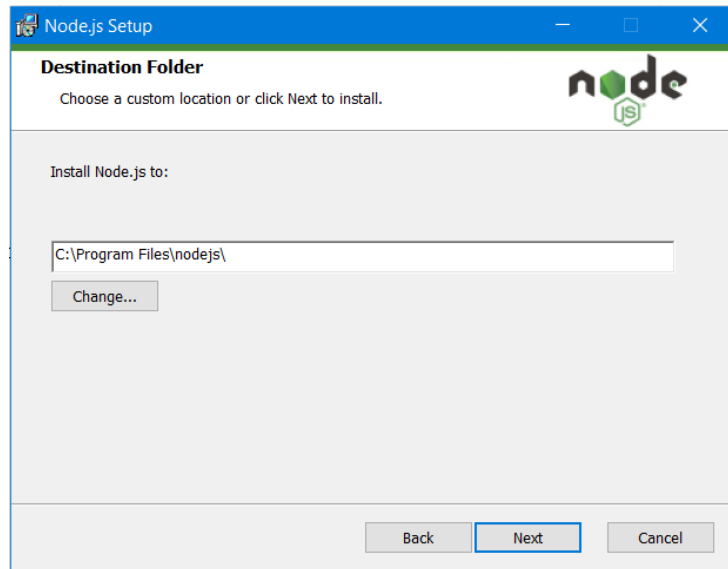 Node.js Setup
Destination Folder
Choose a custom location or click Next to install.
node
JS
Install Node.js to:
C:\Program Files\nodejs\
Change...
Back Next Cancel